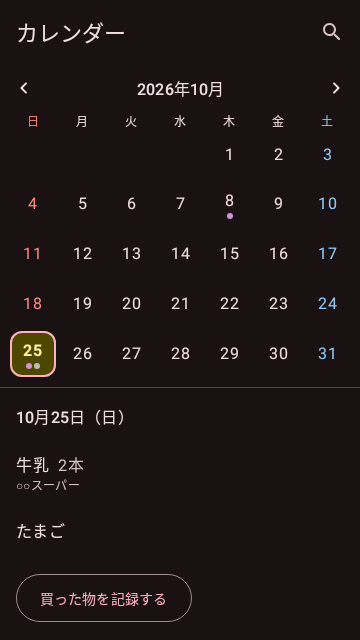 カレンダー
2026年10月
日 月 火 水 木 金 土
1 2 3
4 5 6 7 8 9 10
11 12 13 14 15 16 17
18 19 20 21 22 23 24
25 26 27 28 29 30 31
10月25日（日）
牛乳 2本
○○スーパー
たまご
買った物を記録する